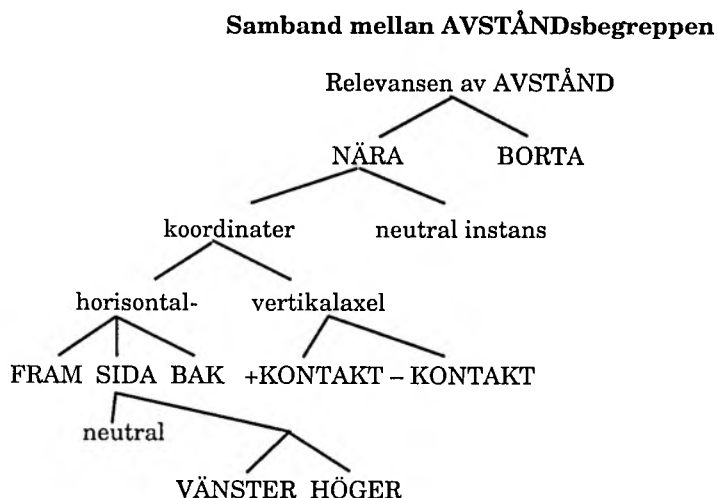 Samband mellan AVSTÅNDsbegreppen
Relevansen av AVSTÅND
NÄRA BORTA
koordinater neutral instans
horisontal- vertikalaxel
FRAM SIDA BAK +KONTAKT – KONTAKT
neutral
VÄNSTER HÖGER